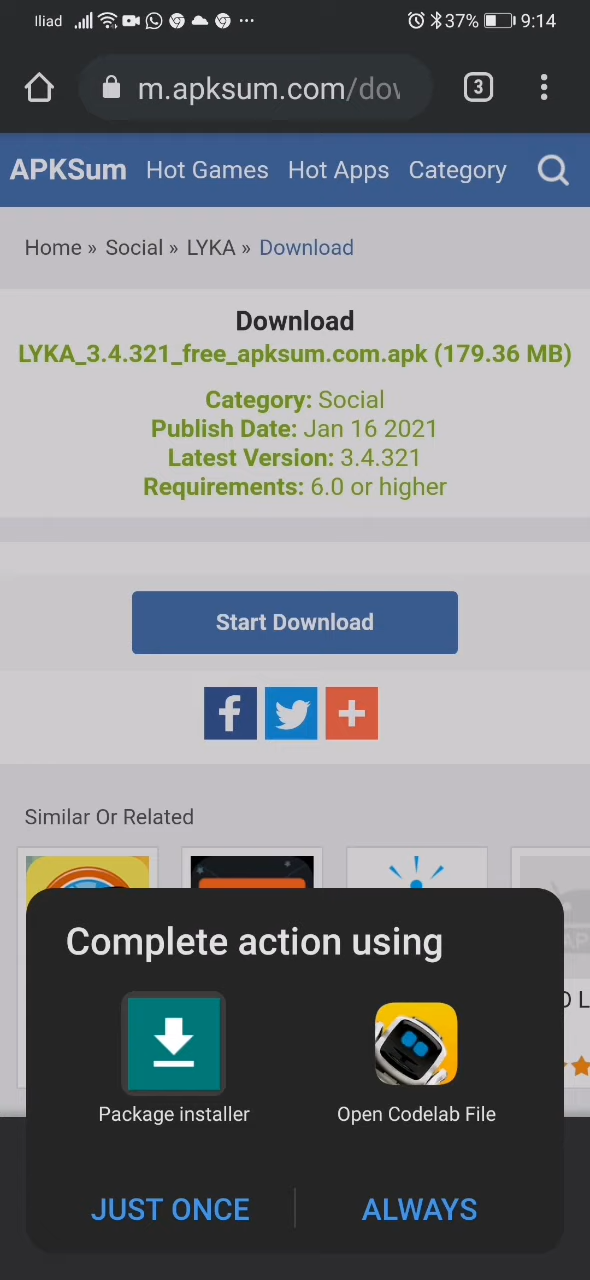 Iliad 37% 9:14
3
m.apksum.com/dow
APKSum Hot Games Hot Apps Category
Home » Social » LYKA » Download
Download
LYKA_3.4.321_free_apksum.com.apk (179.36 MB)
Category: Social
Publish Date: Jan 16 2021
Latest Version: 3.4.321
Requirements: 6.0 or higher
Start Download
Similar Or Related
Complete action using
Package installer
Open Codelab File
JUST ONCE
ALWAYS